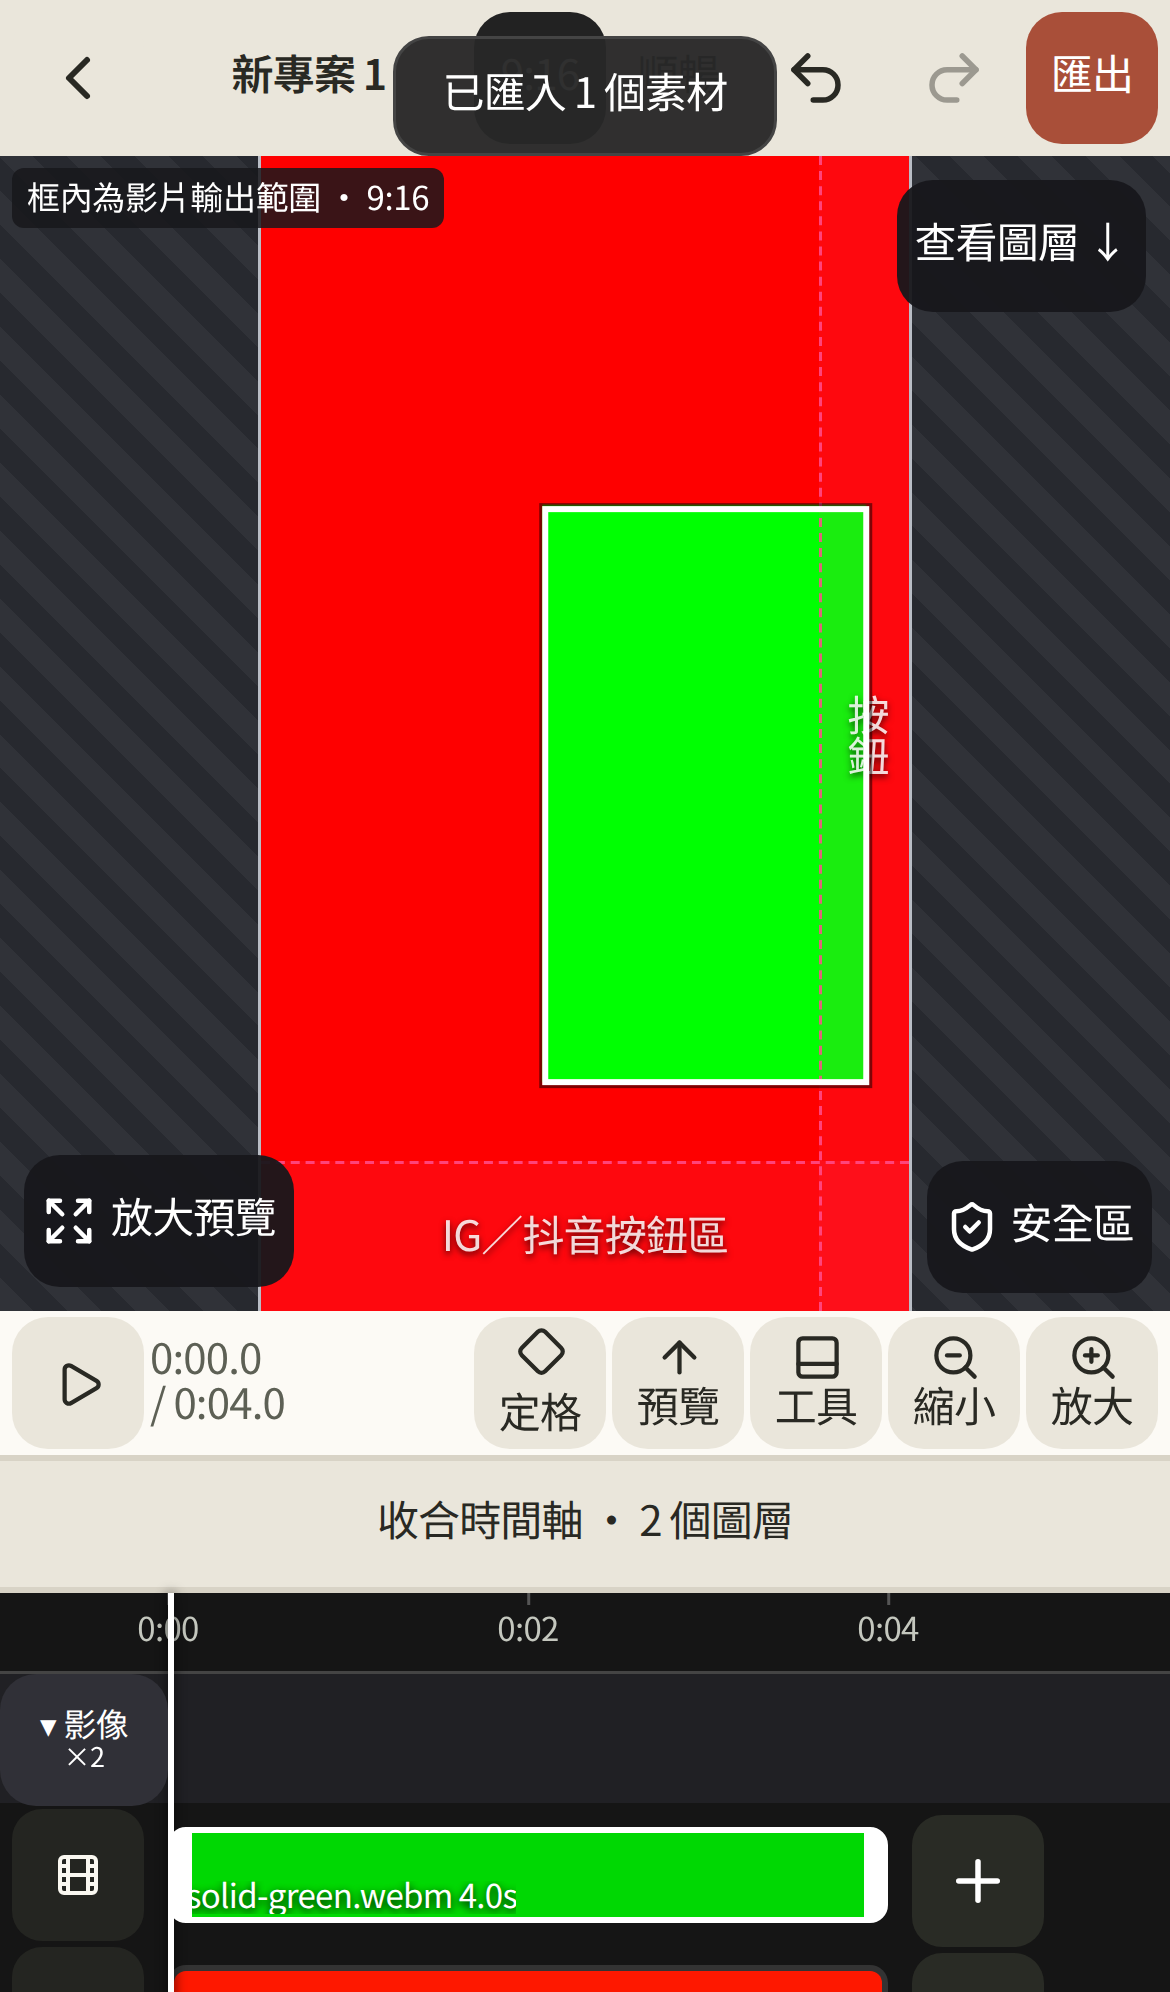 新專案 1
已匯入 1 個素材
匯出
框內為影片輸出範圍 · 9:16
查看圖層 ↓
按鈕
放大預覽
IG／抖音按鈕區
安全區
0:00.0
/ 0:04.0
定格
預覽
工具
縮小
放大
收合時間軸 · 2 個圖層
0:00
0:02
0:04
▾ 影像
×2
solid-green.webm 4.0s